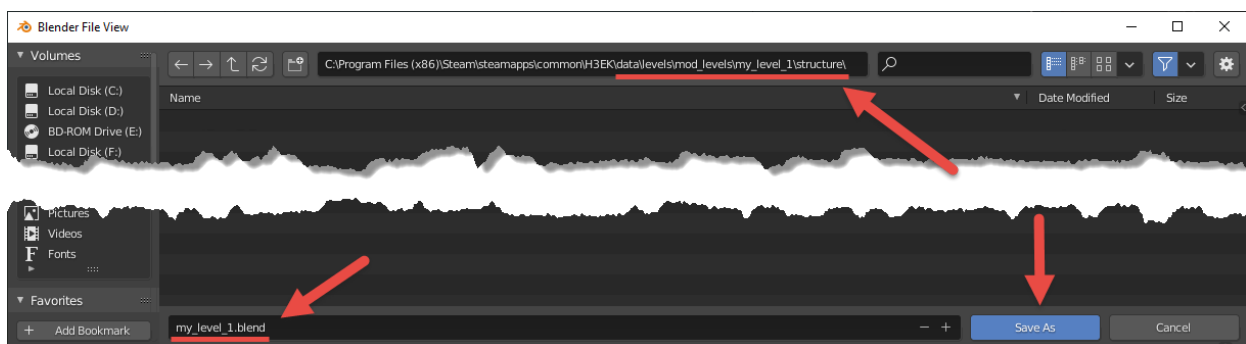 Blender File View
Volumes
C:\Program Files (x86)\Steam\steamapps\common\H3EK\data\levels\mod_levels\my_level_1\structure\
Local Disk (C:)
Name Date Modified Size
Local Disk (D:)
BD-ROM Drive (E:)
Local Disk (F:)
Pictures
Videos
Fonts
Favorites
+ Add Bookmark
my_level_1.blend
- +
Save As
Cancel